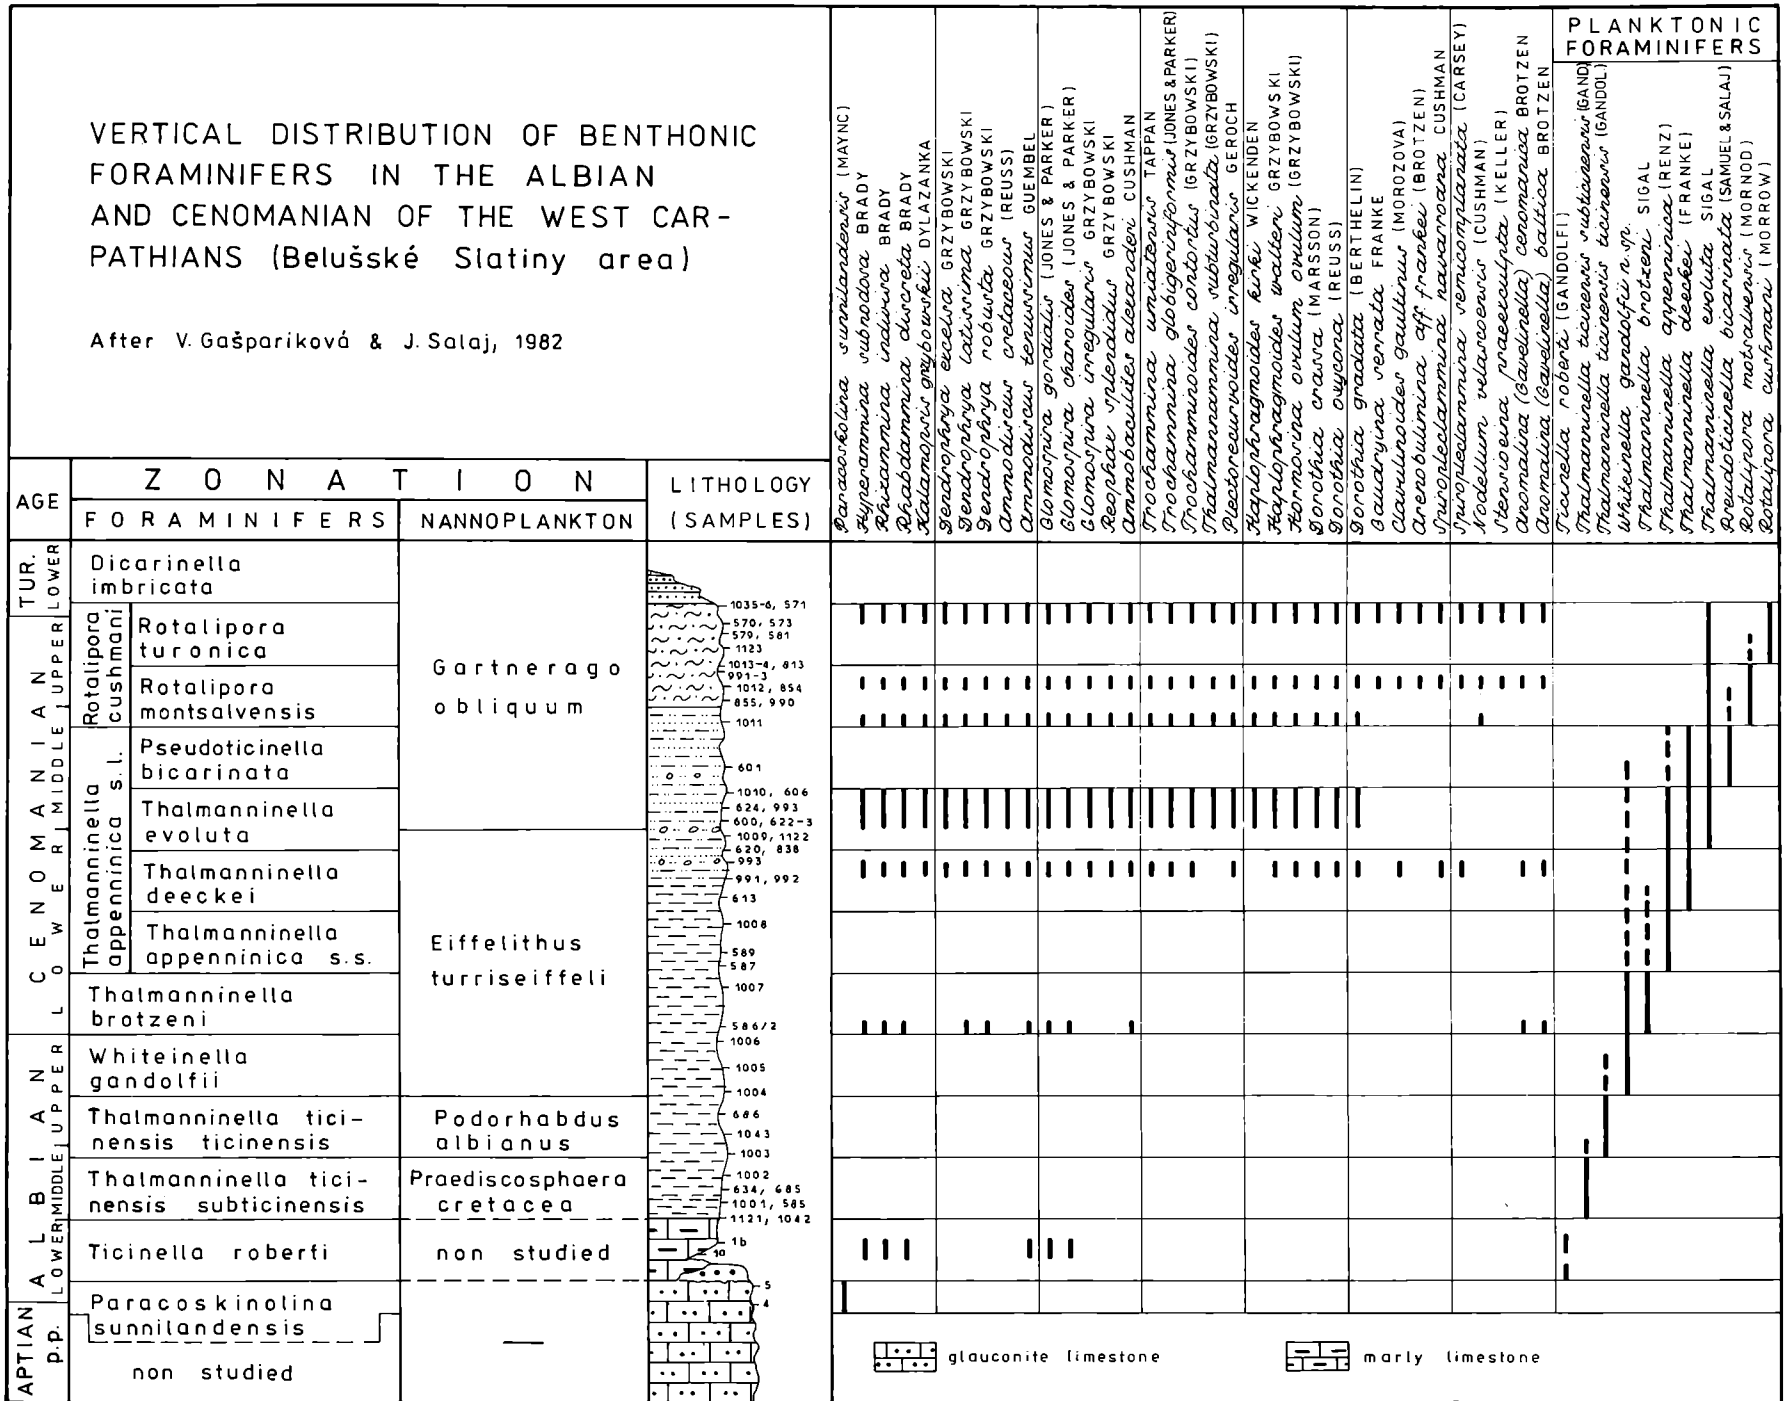 VERTICAL DISTRIBUTION OF BENTHONIC
FORAMINIFERS IN THE ALBIAN
AND CENOMANIAN OF THE WEST CAR-
PATHIANS (Belušské Slatiny area)
After V. Gašpariková & J. Salaj, 1982
Paracoskolina sunnilandensis (MAYNC)
Hyperammina subnodosa BRADY
Rhizammina indivisa BRADY
Rhabdammina discreta BRADY
Kalamopsis grzybowskii DYLAZANKA
Dendrophrya excelsa GRZYBOWSKI
Dendrophrya latissima GRZYBOWSKI
Dendrophrya robusta GRZYBOWSKI
Ammodiscus cretaceous (REUSS)
Ammodiscus tenuissimus GUEMBEL
Glomospira gordialis (JONES & PARKER)
Glomospira charoides (JONES & PARKER)
Glomospira irregularis GRZYBOWSKI
Reophax splendidus GRZYBOWSKI
Ammobaculites alexanderi CUSHMAN
Trochammina umiatensis TAPPAN
Trochammina globigeriniformis (JONES & PARKER)
Trochamminoides contortus (GRZYBOWSKI)
Thalmannammina subturbinata (GRZYBOWSKI)
Plectorecurvoides irregularis GEROCH
Haplophragmoides kirki WICKENDEN
Haplophragmoides walteri GRZYBOWSKI
Hormosina ovulum ovulum (GRZYBOWSKI)
Dorothia crassa (MARSSON)
Dorothia oxycona (REUSS)
Dorothia gradata (BERTHELIN)
Gaudryina serrata FRANKE
Clavulinoides gaultinus (MOROZOVA)
Arenobulimina aff. frankei (BROTZEN)
Spiroplectammina navarroana CUSHMAN
Spiroplectammina semicomplanata (CARSEY)
Nodellum velascoensis (CUSHMAN)
Stensioeina praeexculpta (KELLER)
Anomalina (Gavelinella) cenomanica BROTZEN
Anomalina (Gavelinella) baltica BROTZEN
PLANKTONIC
FORAMINIFERS
Ticinella roberti (GANDOLFI)
Thalmanninella ticinensis subticinensis (GAND)
Thalmanninella ticinensis ticinensis (GANDOL.)
Whiteinella gandolfii n. sp.
Thalmanninella brotzeni SIGAL
Thalmanninella appenninica (RENZ)
Thalmanninella deeckei (FRANKE)
Thalmanninella evoluta SIGAL
Pseudoticinella bicarinata (SAMUEL & SALAJ)
Rotalipora motsalvensis (MORNOD)
Rotalipora cushmani (MORROW)
AGE
ZONATION
FORAMINIFERS
NANNOPLANKTON
LITHOLOGY
(SAMPLES)
TUR.
LOWER
Dicarinella
imbricata
CENOMANIAN
UPPER
MIDDLE
LOWER
Rotalipora
cushmani
Rotalipora
turonica
Rotalipora
montsalvensis
Thalmanninella
appenninica s.l.
Pseudoticinella
bicarinata
Thalmanninella
evoluta
Thalmanninella
deeckei
Thalmanninella
appenninica s.s.
Thalmanninella
brotzeni
ALBIAN
UPPER
MIDDLE
LOWER
Whiteinella
gandolfii
Thalmanninella tici-
nensis ticinensis
Thalmanninella tici-
nensis subticinensis
Ticinella roberfi
APTIAN
p.p.
Paracoskinolina
sunnilandensis
non studied
Gartnerago
obliquum
Eiffelithus
turriseiffeli
Podorhabdus
albianus
Praediscosphaera
cretacea
non studied
1035-6, 571
570, 573
579, 581
1123
1013-4, 813
991-3
1012, 854
855, 990
1011
601
1010, 606
624, 993
600, 622-3
1009, 1122
620, 838
993
991, 992
613
1008
589
587
1007
586/2
1006
1005
1004
686
1043
1003
1002
634, 685
1001, 585
1121, 1042
1b
1a
5
4
glauconite limestone
marly limestone